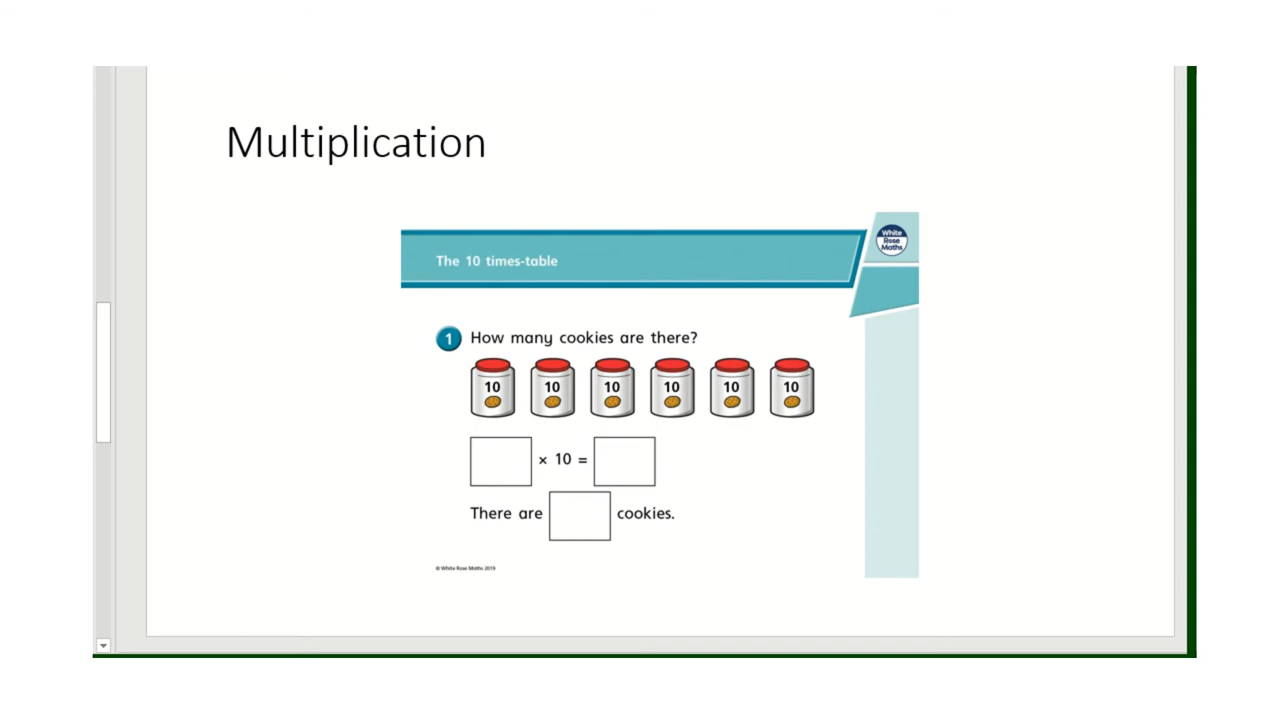 Multiplication
White
Rose
Maths
The 10 times-table
1 How many cookies are there?
10 10 10 10 10 10
× 10 =
There are cookies.
© White Rose Maths 2019